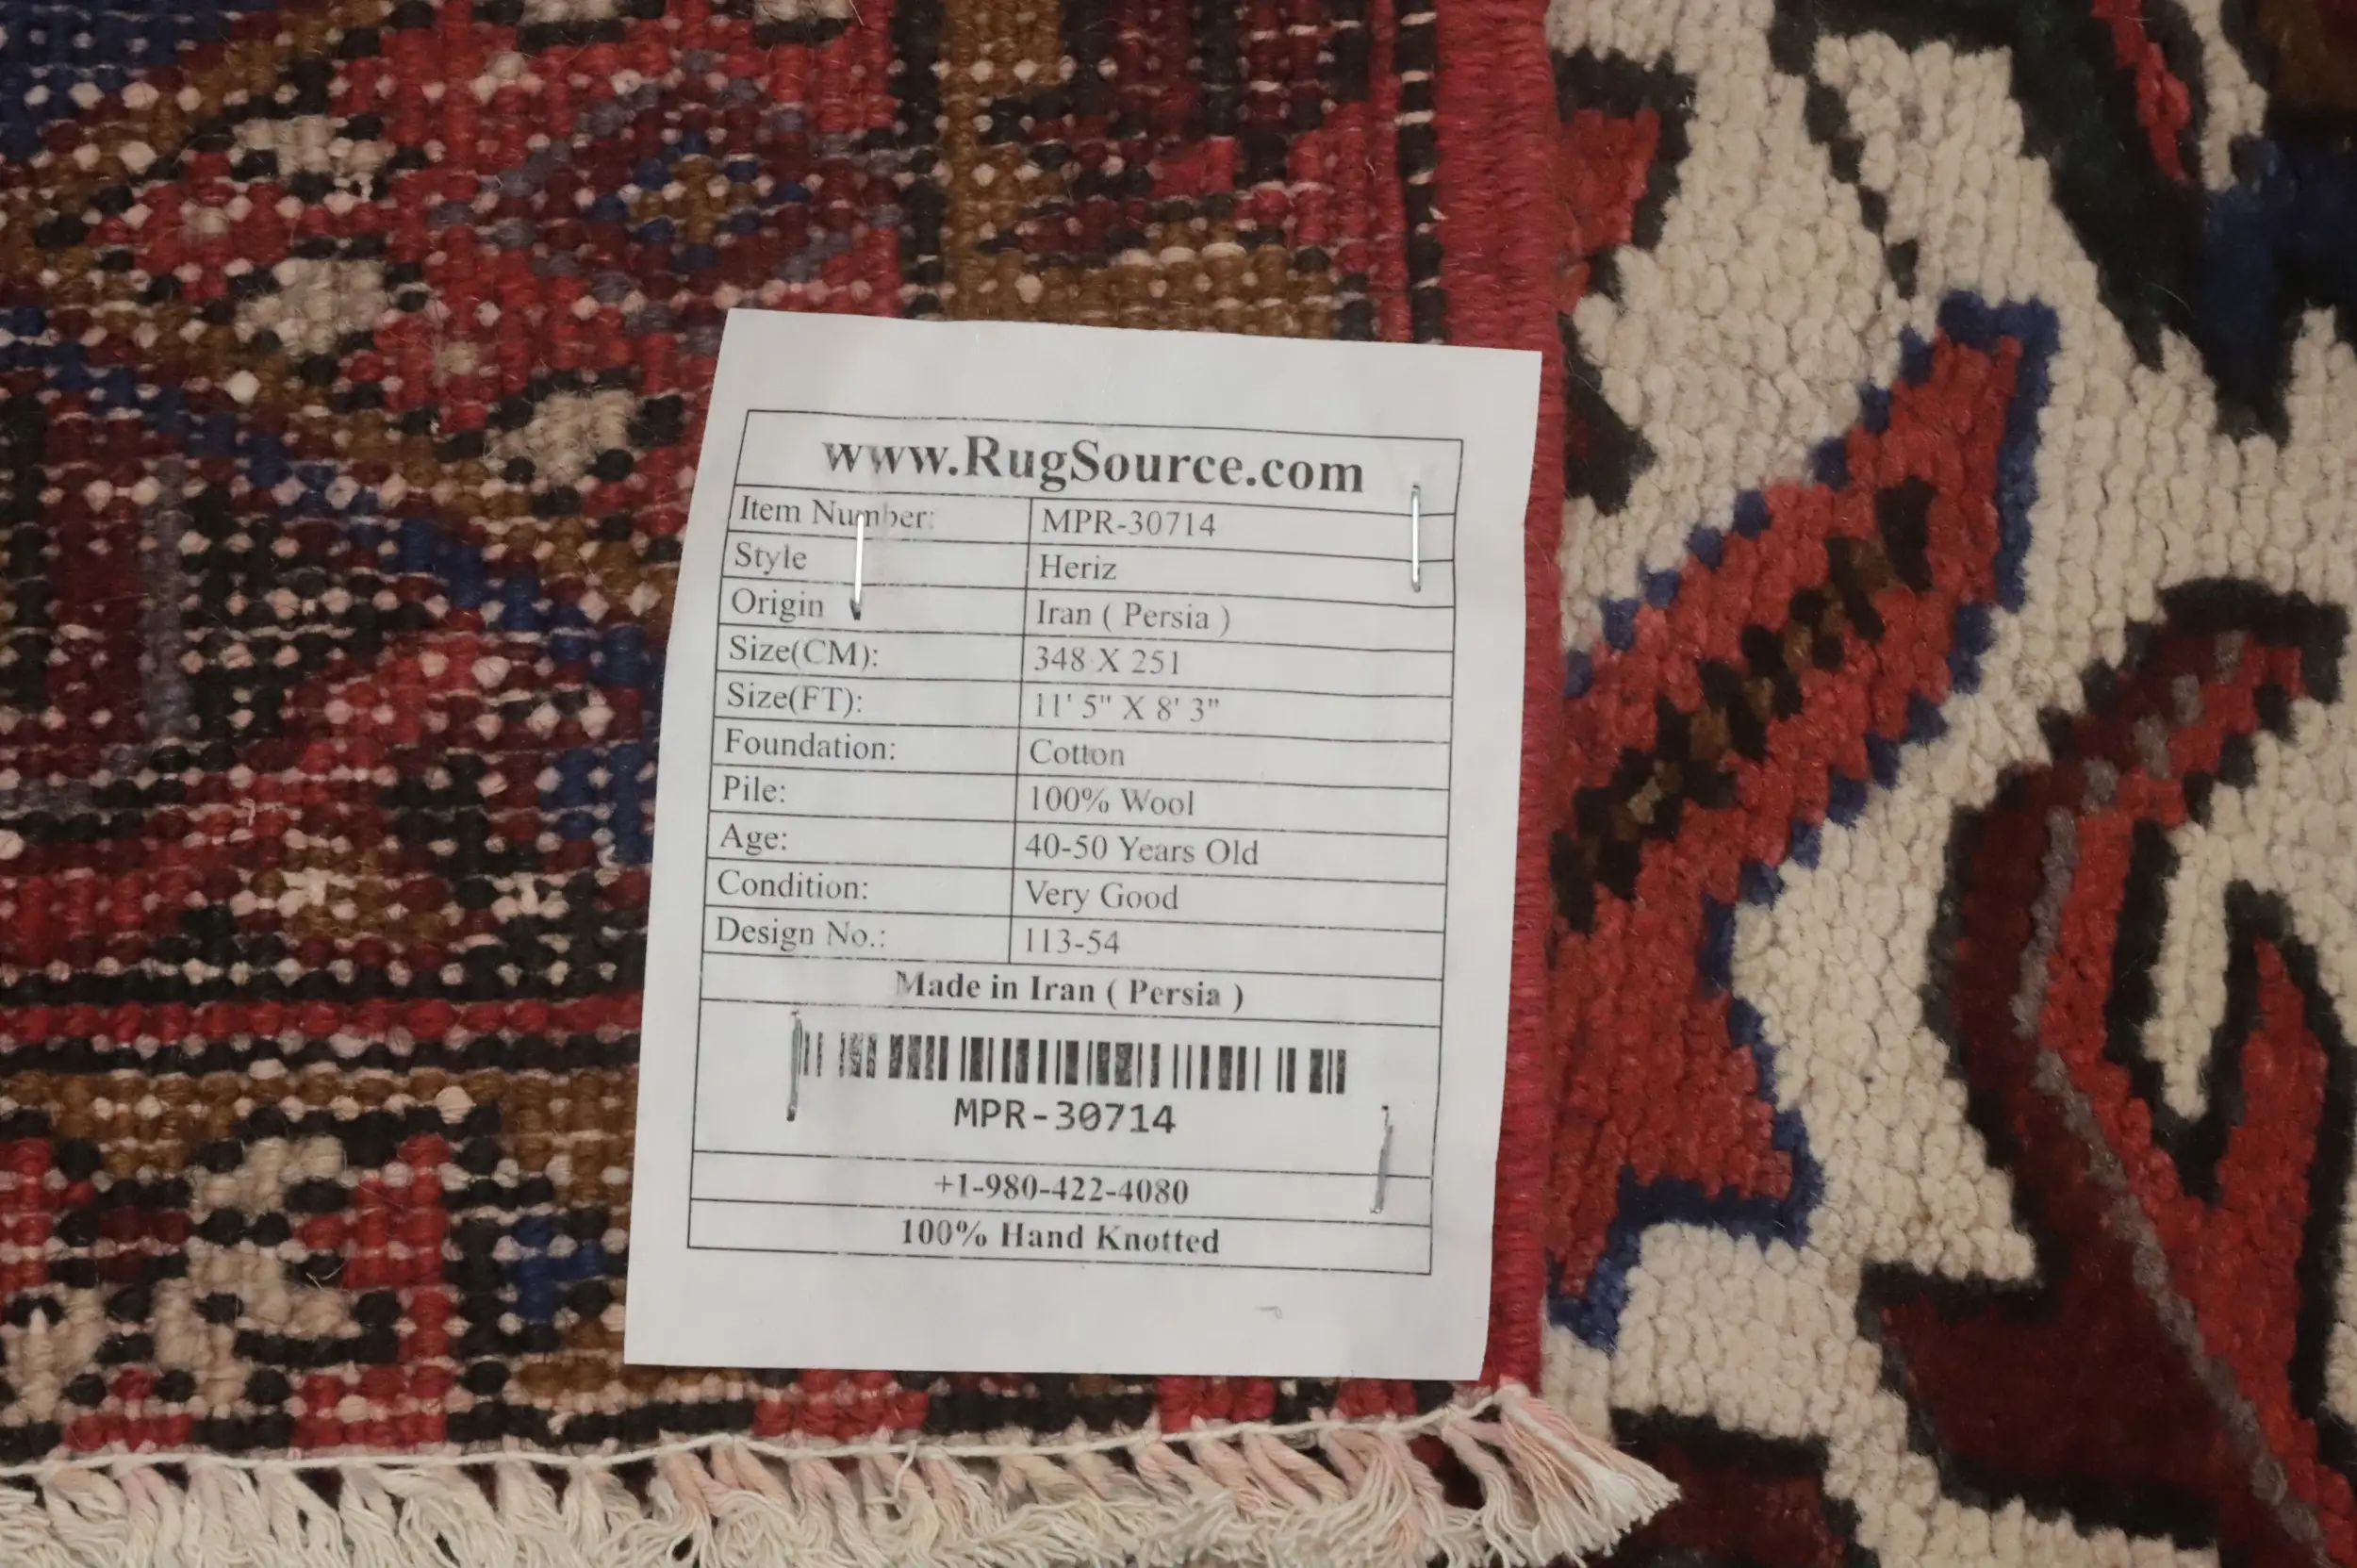 www.RugSource.com
Item Number: MPR-30714
Style Heriz
Origin Iran ( Persia )
Size(CM): 348 X 251
Size(FT): 11' 5" X 8' 3"
Foundation: Cotton
Pile: 100% Wool
Age: 40-50 Years Old
Condition: Very Good
Design No.: 113-54
Made in Iran ( Persia )
MPR-30714
+1-980-422-4080
100% Hand Knotted